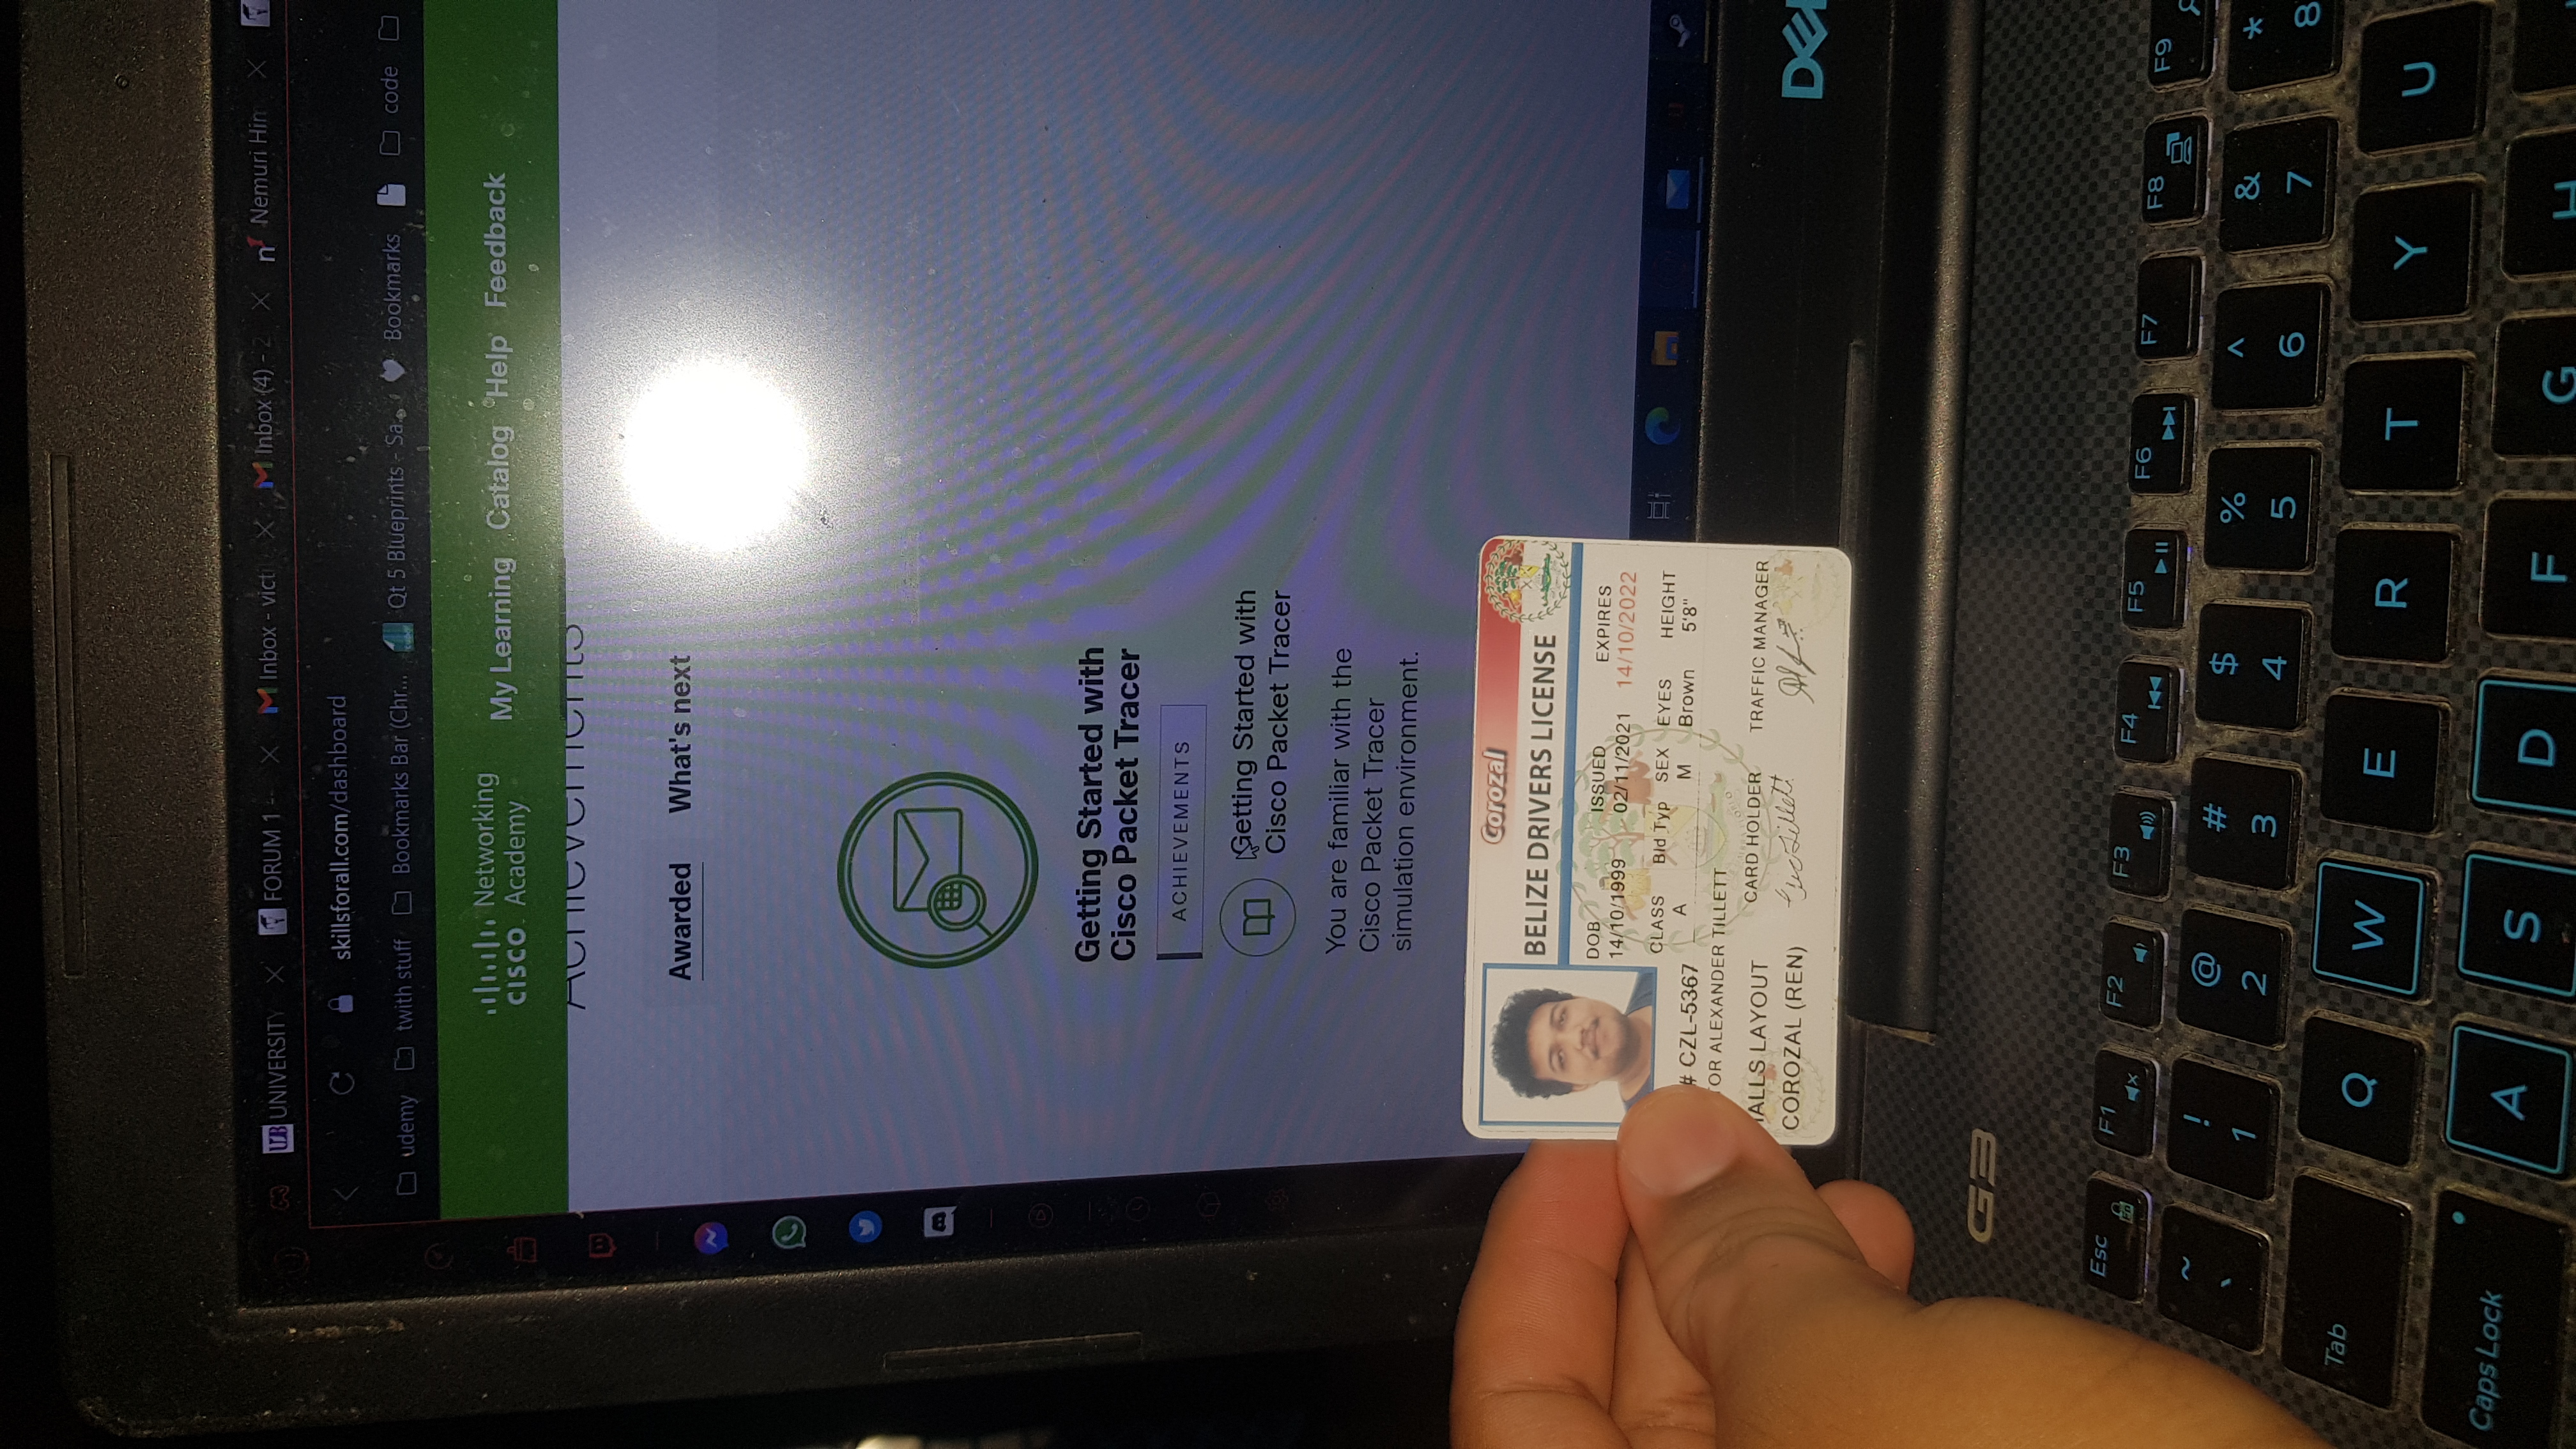 UB UNIVERSITY
FORUM 1 -
Inbox - victi
Inbox (4) - 2
Nemuri Him
skillsforall.com/dashboard
udemy
twith stuff
Bookmarks Bar (Chr...
Qt 5 Blueprints - Sa...
Bookmarks
code
CISCO Networking Academy
My Learning
Catalog
Help
Feedback
Achievements
Awarded
What's next
Getting Started with
Cisco Packet Tracer
ACHIEVEMENTS
Getting Started with
Cisco Packet Tracer
You are familiar with the
Cisco Packet Tracer
simulation environment.
Corozal
BELIZE DRIVERS LICENSE
DOB ISSUED EXPIRES
14/10/1999 02/11/2021 14/10/2022
CLASS Bld Typ SEX EYES HEIGHT
A M Brown 5'8"
# CZL-5367
TOR ALEXANDER TILLETT
HALLS LAYOUT CARD HOLDER TRAFFIC MANAGER
COROZAL (REN)
DELL
G3
Esc F1 F2 F3 F4 F5 F6 F7 F8 F9
~ ! @ # $ % ^ & *
` 1 2 3 4 5 6 7 8
Tab Q W E R T Y U
Caps Lock A S D F G H